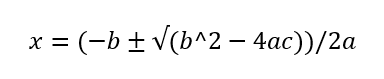 x = (−b ± √(b^2 − 4ac))/2a